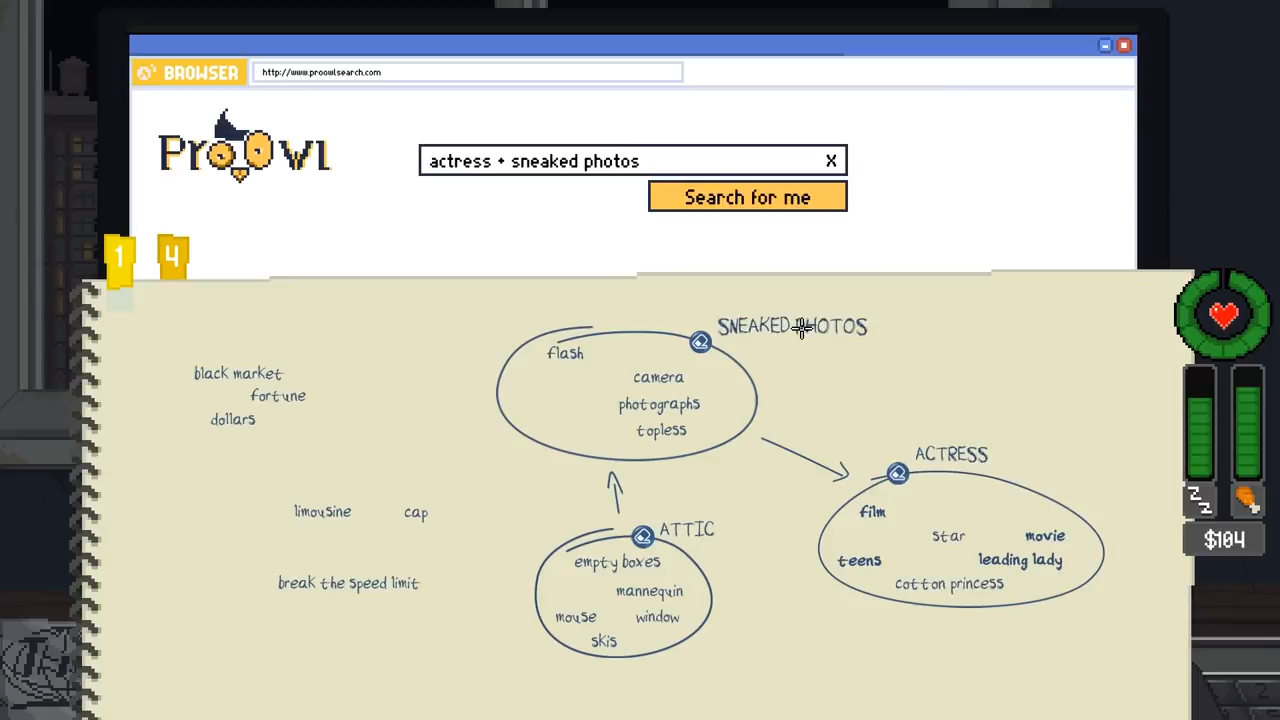 BROWSER
http://www.proowlsearch.com
PrOOwl
actress + sneaked photos X
Search for me
1 4
SNEAKED PHOTOS
flash
camera
photographs
topless
black market
fortune
dollars
ACTRESS
film
star movie
teens leading lady
cotton princess
limousine cap
break the speed limit
ATTIC
empty boxes
mannequin
mouse window
skis
$104